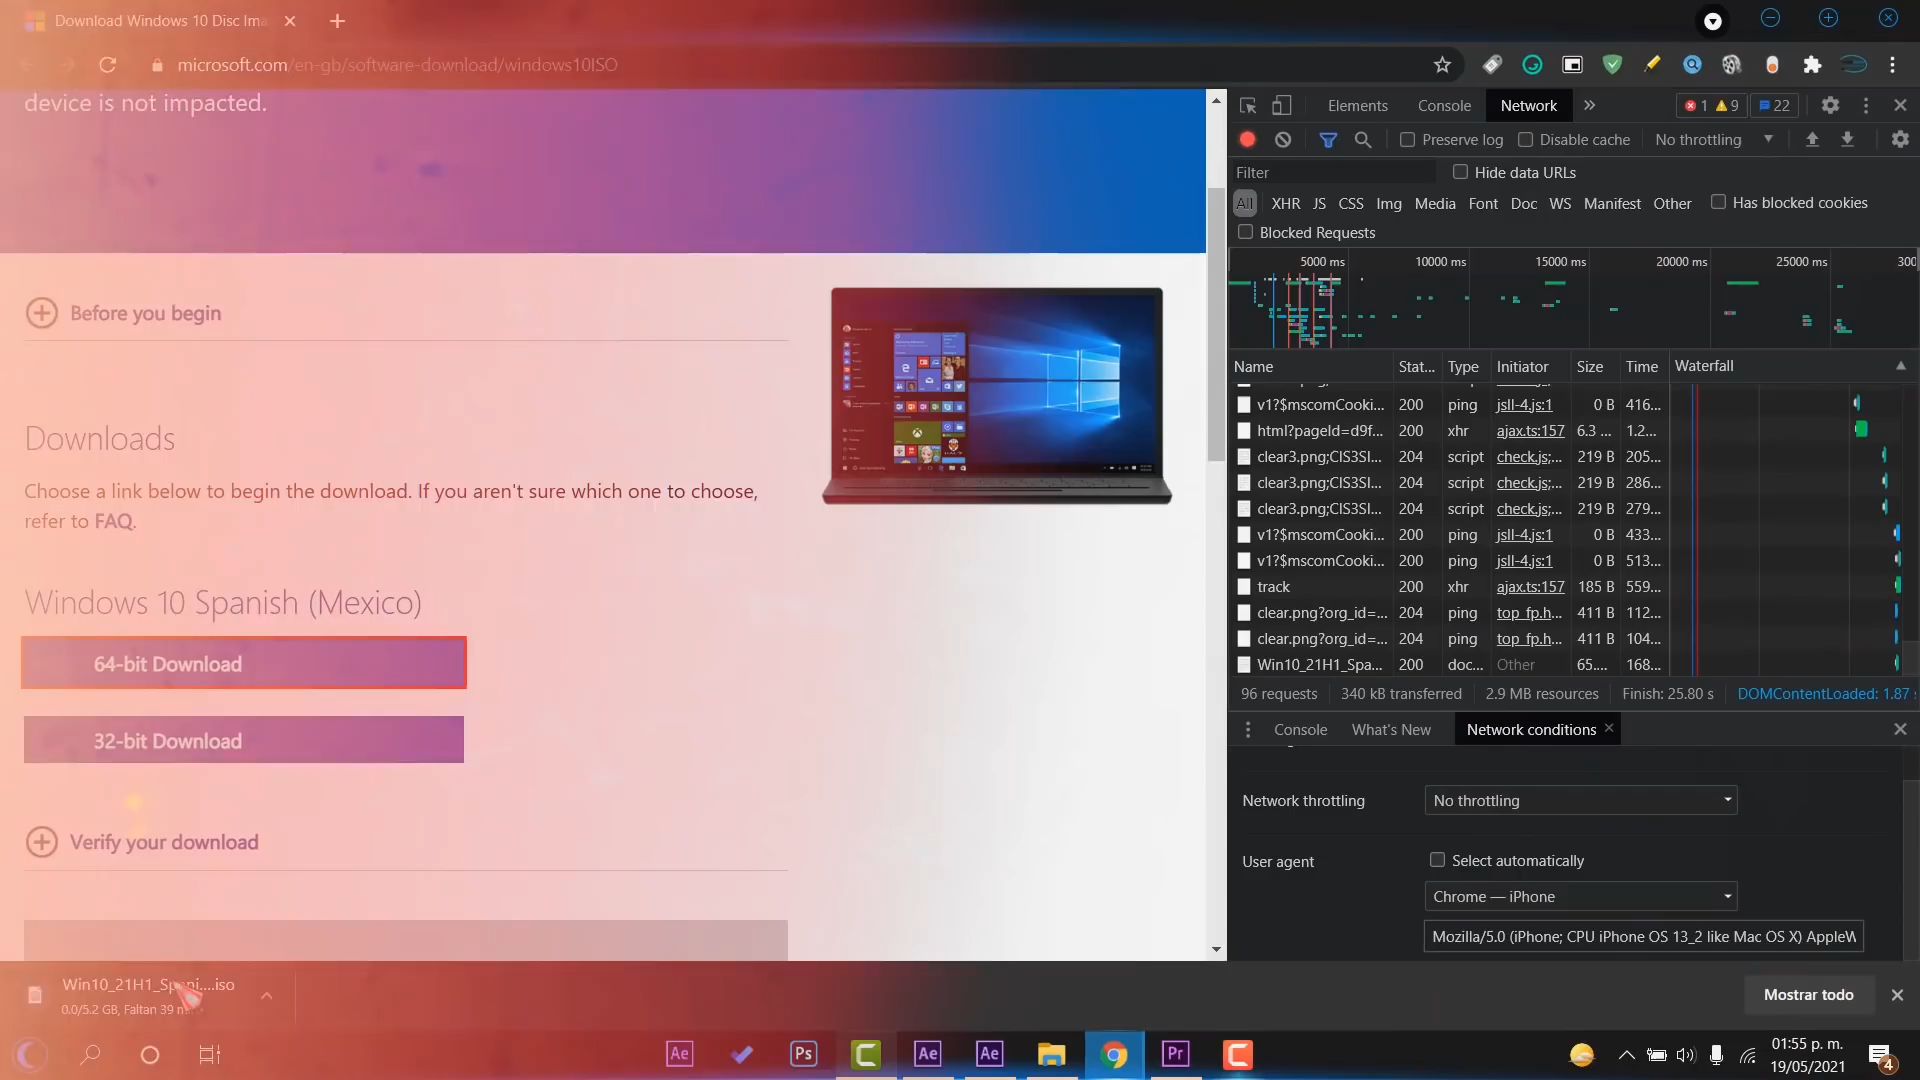 Download Windows 10 Disc Ima
microsoft.com/en-gb/software-download/windows10ISO
device is not impacted.
Before you begin
Downloads
Choose a link below to begin the download. If you aren't sure which one to choose,
refer to FAQ.
Windows 10 Spanish (Mexico)
64-bit Download
32-bit Download
Verify your download
Elements Console Network » 1 9 22
Preserve log Disable cache No throttling
Filter Hide data URLs
All XHR JS CSS Img Media Font Doc WS Manifest Other Has blocked cookies
Blocked Requests
5000 ms 10000 ms 15000 ms 20000 ms 25000 ms 300
Name Stat... Type Initiator Size Time Waterfall
v1?$mscomCooki... 200 ping jsll-4.js:1 0 B 416...
html?pageId=d9f... 200 xhr ajax.ts:157 6.3 ... 1.2...
clear3.png;CIS3SI... 204 script check.js;... 219 B 205...
clear3.png;CIS3SI... 204 script check.js;... 219 B 286...
clear3.png;CIS3SI... 204 script check.js;... 219 B 279...
v1?$mscomCooki... 200 ping jsll-4.js:1 0 B 433...
v1?$mscomCooki... 200 ping jsll-4.js:1 0 B 513...
track 200 xhr ajax.ts:157 185 B 559...
clear.png?org_id=... 204 ping top_fp.h... 411 B 112...
clear.png?org_id=... 204 ping top_fp.h... 411 B 104...
Win10_21H1_Spa... 200 doc... Other 65.... 168...
96 requests 340 kB transferred 2.9 MB resources Finish: 25.80 s DOMContentLoaded: 1.87
Console What's New Network conditions
Network throttling No throttling
User agent Select automatically
Chrome — iPhone
Mozilla/5.0 (iPhone; CPU iPhone OS 13_2 like Mac OS X) AppleW
Win10_21H1_Spani....iso
0.0/5.2 GB, Faltan 39
Mostrar todo
Ae Ps Ae Ae Pr
01:55 p. m.
19/05/2021
4